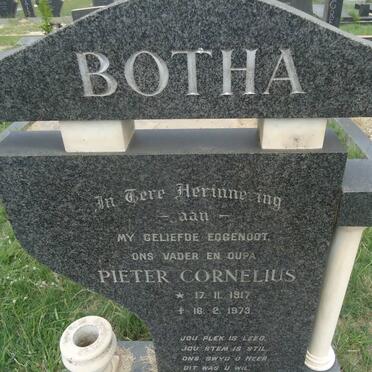 BOTHA
In Tere Herinnering
— aan —
MY GELIEFDE EGGENOOT,
ONS VADER EN OUPA
PIETER CORNELIUS
* 17. 11. 1917
† 18. 2. 1973
JOU PLEK IS LEEG,
JOU STEM IS STIL,
ONS SWYG O HEER
DIT WAS U WIL.